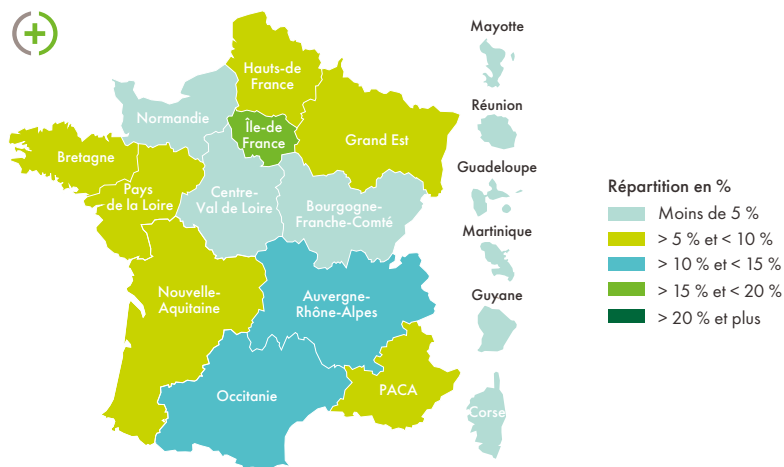 Mayotte
Hauts-de
France
Réunion
Normandie
Île-de
France
Grand Est
Bretagne
Guadeloupe
Pays
de la Loire
Centre-
Val de Loire
Bourgogne-
Franche-Comté
Martinique
Nouvelle-
Aquitaine
Auvergne-
Rhône-Alpes
Guyane
Occitanie
PACA
Corse
Répartition en %
Moins de 5 %
> 5 % et < 10 %
> 10 % et < 15 %
> 15 % et < 20 %
> 20 % et plus